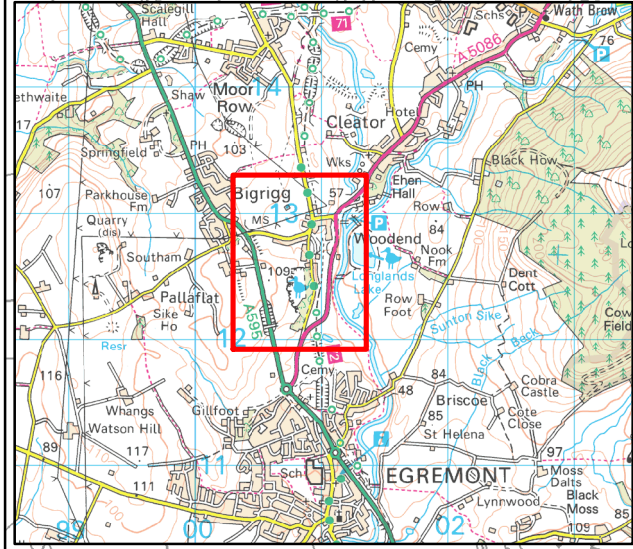 Scalegill
Hall
71
Schs
P
Wath Brow
76
P
Cemy
A5086
PH
Moor
Row
14
Shaw
ethwaite
17
Cleator
Hotel
Springfield
PH
103
Wks
Black How
107
Parkhouse
Fm
Bigrigg
57
Ehen
Hall
Row
13
MS
P
Quarry
(dis)
Woodend
84
Nook
Fm
Southam
109
Longlands
Lake
Dent
Cott
Pallaflat
Sike
Ho
A595
Row
Foot
Cow
Field
12
Resr
Sunton Sike
Black Beck
72
Cemy
116
84
Cobra
Castle
48
Briscoe
Whangs
Gillfoot
85
Cote
Close
Watson Hill
St Helena
117
89
11
97
111
Sch
EGREMONT
Moss
Dalts
Lynnwood
Black
Moss
85
99
00
02
109